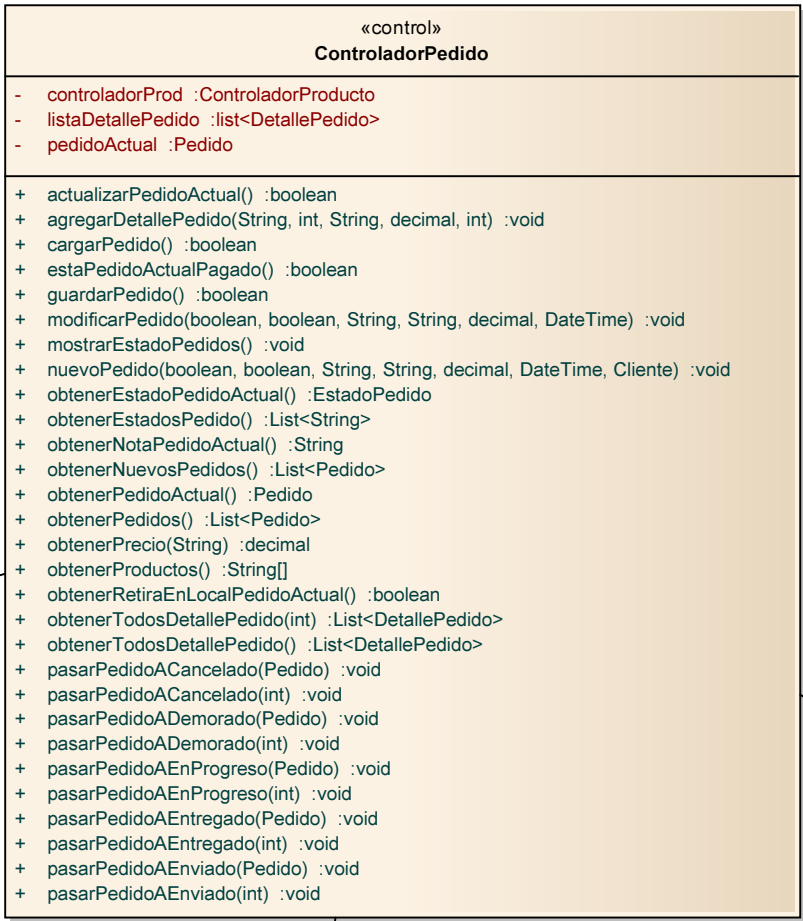 «control»
ControladorPedido
- controladorProd :ControladorProducto
- listaDetallePedido :list<DetallePedido>
- pedidoActual :Pedido
+ actualizarPedidoActual() :boolean
+ agregarDetallePedido(String, int, String, decimal, int) :void
+ cargarPedido() :boolean
+ estaPedidoActualPagado() :boolean
+ guardarPedido() :boolean
+ modificarPedido(boolean, boolean, String, String, decimal, DateTime) :void
+ mostrarEstadoPedidos() :void
+ nuevoPedido(boolean, boolean, String, String, decimal, DateTime, Cliente) :void
+ obtenerEstadoPedidoActual() :EstadoPedido
+ obtenerEstadosPedido() :List<String>
+ obtenerNotaPedidoActual() :String
+ obtenerNuevosPedidos() :List<Pedido>
+ obtenerPedidoActual() :Pedido
+ obtenerPedidos() :List<Pedido>
+ obtenerPrecio(String) :decimal
+ obtenerProductos() :String[]
+ obtenerRetiraEnLocalPedidoActual() :boolean
+ obtenerTodosDetallePedido(int) :List<DetallePedido>
+ obtenerTodosDetallePedido() :List<DetallePedido>
+ pasarPedidoACancelado(Pedido) :void
+ pasarPedidoACancelado(int) :void
+ pasarPedidoADemorado(Pedido) :void
+ pasarPedidoADemorado(int) :void
+ pasarPedidoAEnProgreso(Pedido) :void
+ pasarPedidoAEnProgreso(int) :void
+ pasarPedidoAEntregado(Pedido) :void
+ pasarPedidoAEntregado(int) :void
+ pasarPedidoAEnviado(Pedido) :void
+ pasarPedidoAEnviado(int) :void